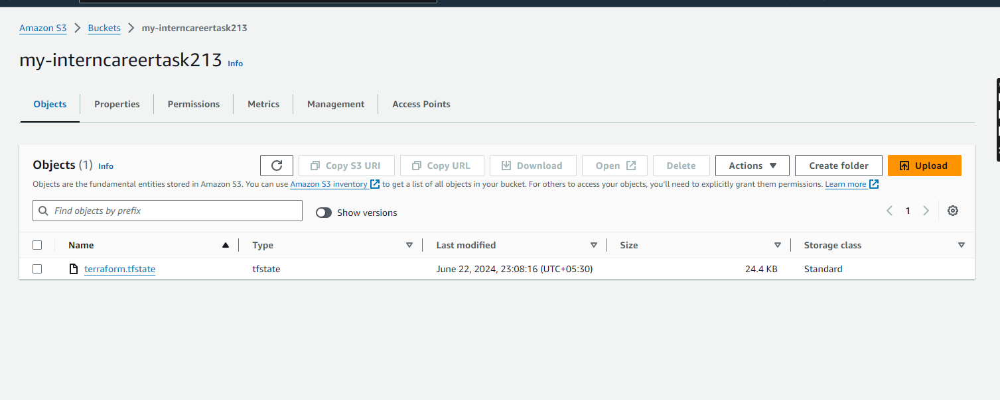 Amazon S3 > Buckets > my-interncareertask213
my-interncareertask213 Info
Objects Properties Permissions Metrics Management Access Points
Objects (1) Info Copy S3 URI Copy URL Download Open Delete Actions Create folder Upload
Objects are the fundamental entities stored in Amazon S3. You can use Amazon S3 inventory to get a list of all objects in your bucket. For others to access your objects, you'll need to explicitly grant them permissions. Learn more
Find objects by prefix Show versions 1
Name Type Last modified Size Storage class
terraform.tfstate tfstate June 22, 2024, 23:08:16 (UTC+05:30) 24.4 KB Standard